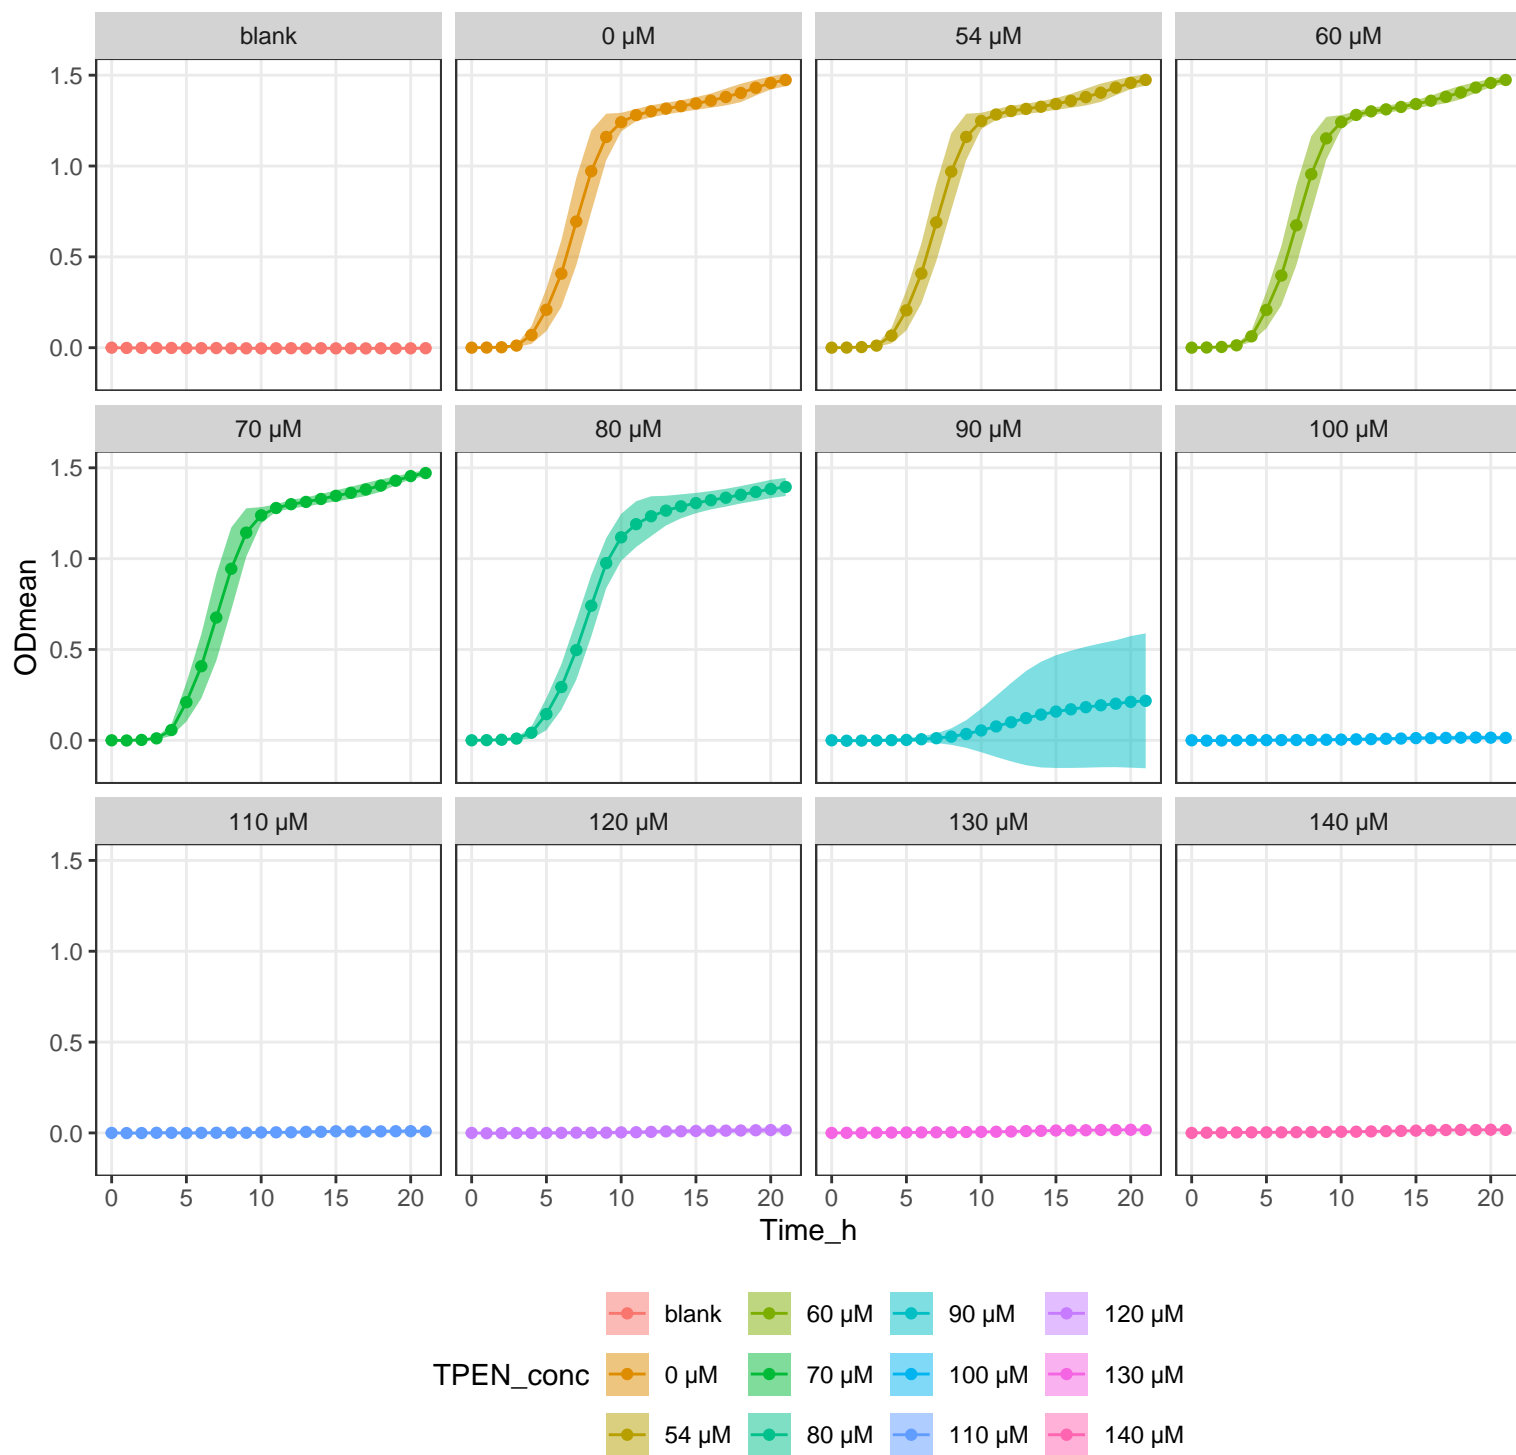 blank 0 µM 54 µM 60 µM
1.5
1.0
0.5
0.0
70 µM 80 µM 90 µM 100 µM
1.5
1.0
0.5
0.0
ODmean
110 µM 120 µM 130 µM 140 µM
1.5
1.0
0.5
0.0
0 5 10 15 20 0 5 10 15 20 0 5 10 15 20 0 5 10 15 20
Time_h
TPEN_conc
blank 60 µM 90 µM 120 µM
0 µM 70 µM 100 µM 130 µM
54 µM 80 µM 110 µM 140 µM